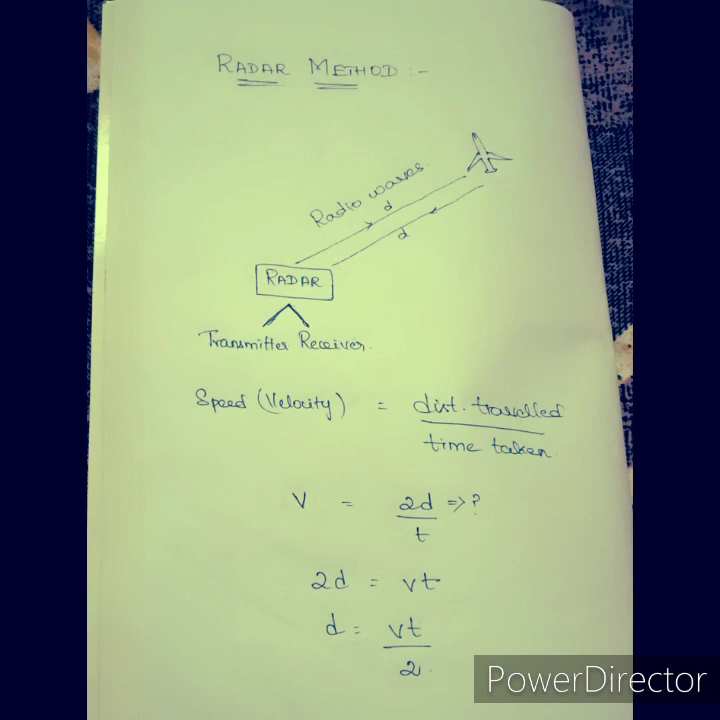 RADAR METHOD :-
Radio waves.
d
d
RADAR
Transmitter Receiver.
Speed (Velocity) = dist. travelled
time taken.
V = 2d => ?
t
2d = vt
d = vt
2.
PowerDirector